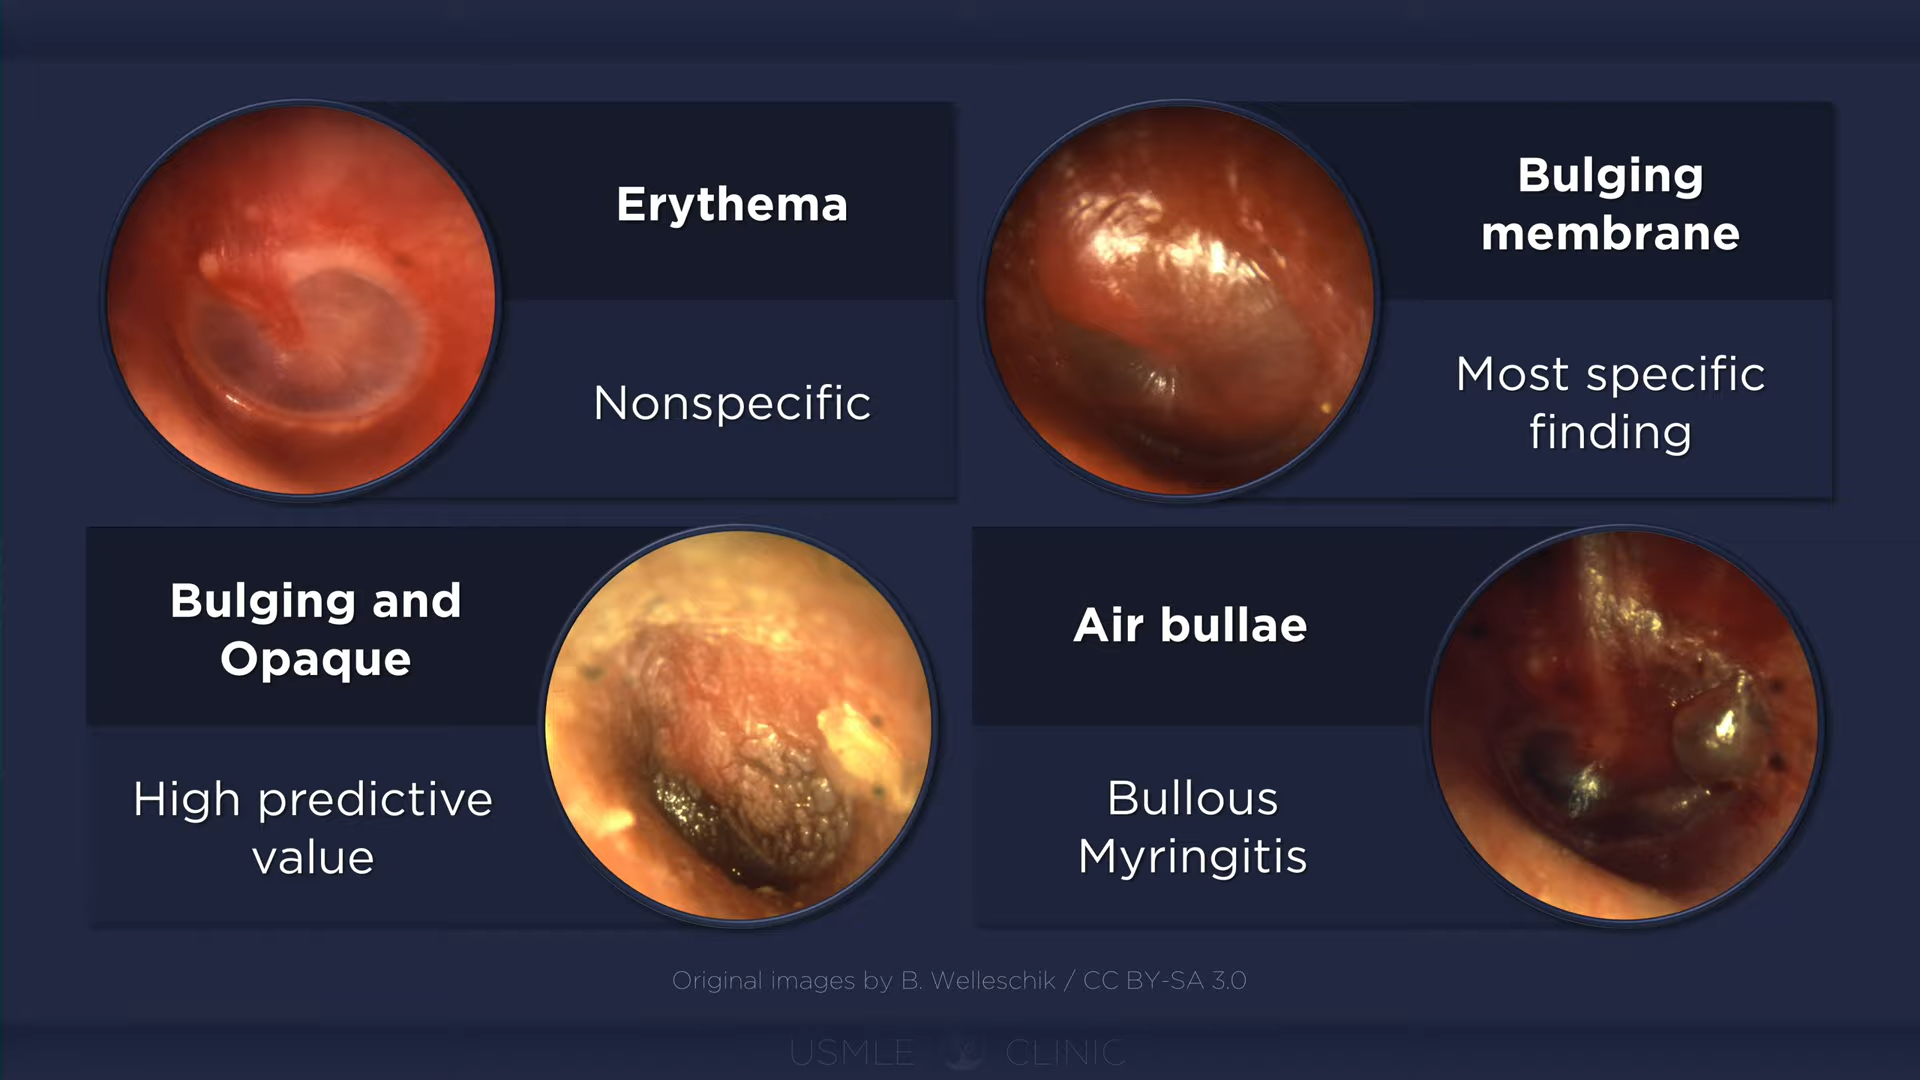 Erythema
Nonspecific
Bulging
membrane
Most specific
finding
Bulging and
Opaque
High predictive
value
Air bullae
Bullous
Myringitis
Original images by B. Welleschik / CC BY-SA 3.0
USMLE CLINIC